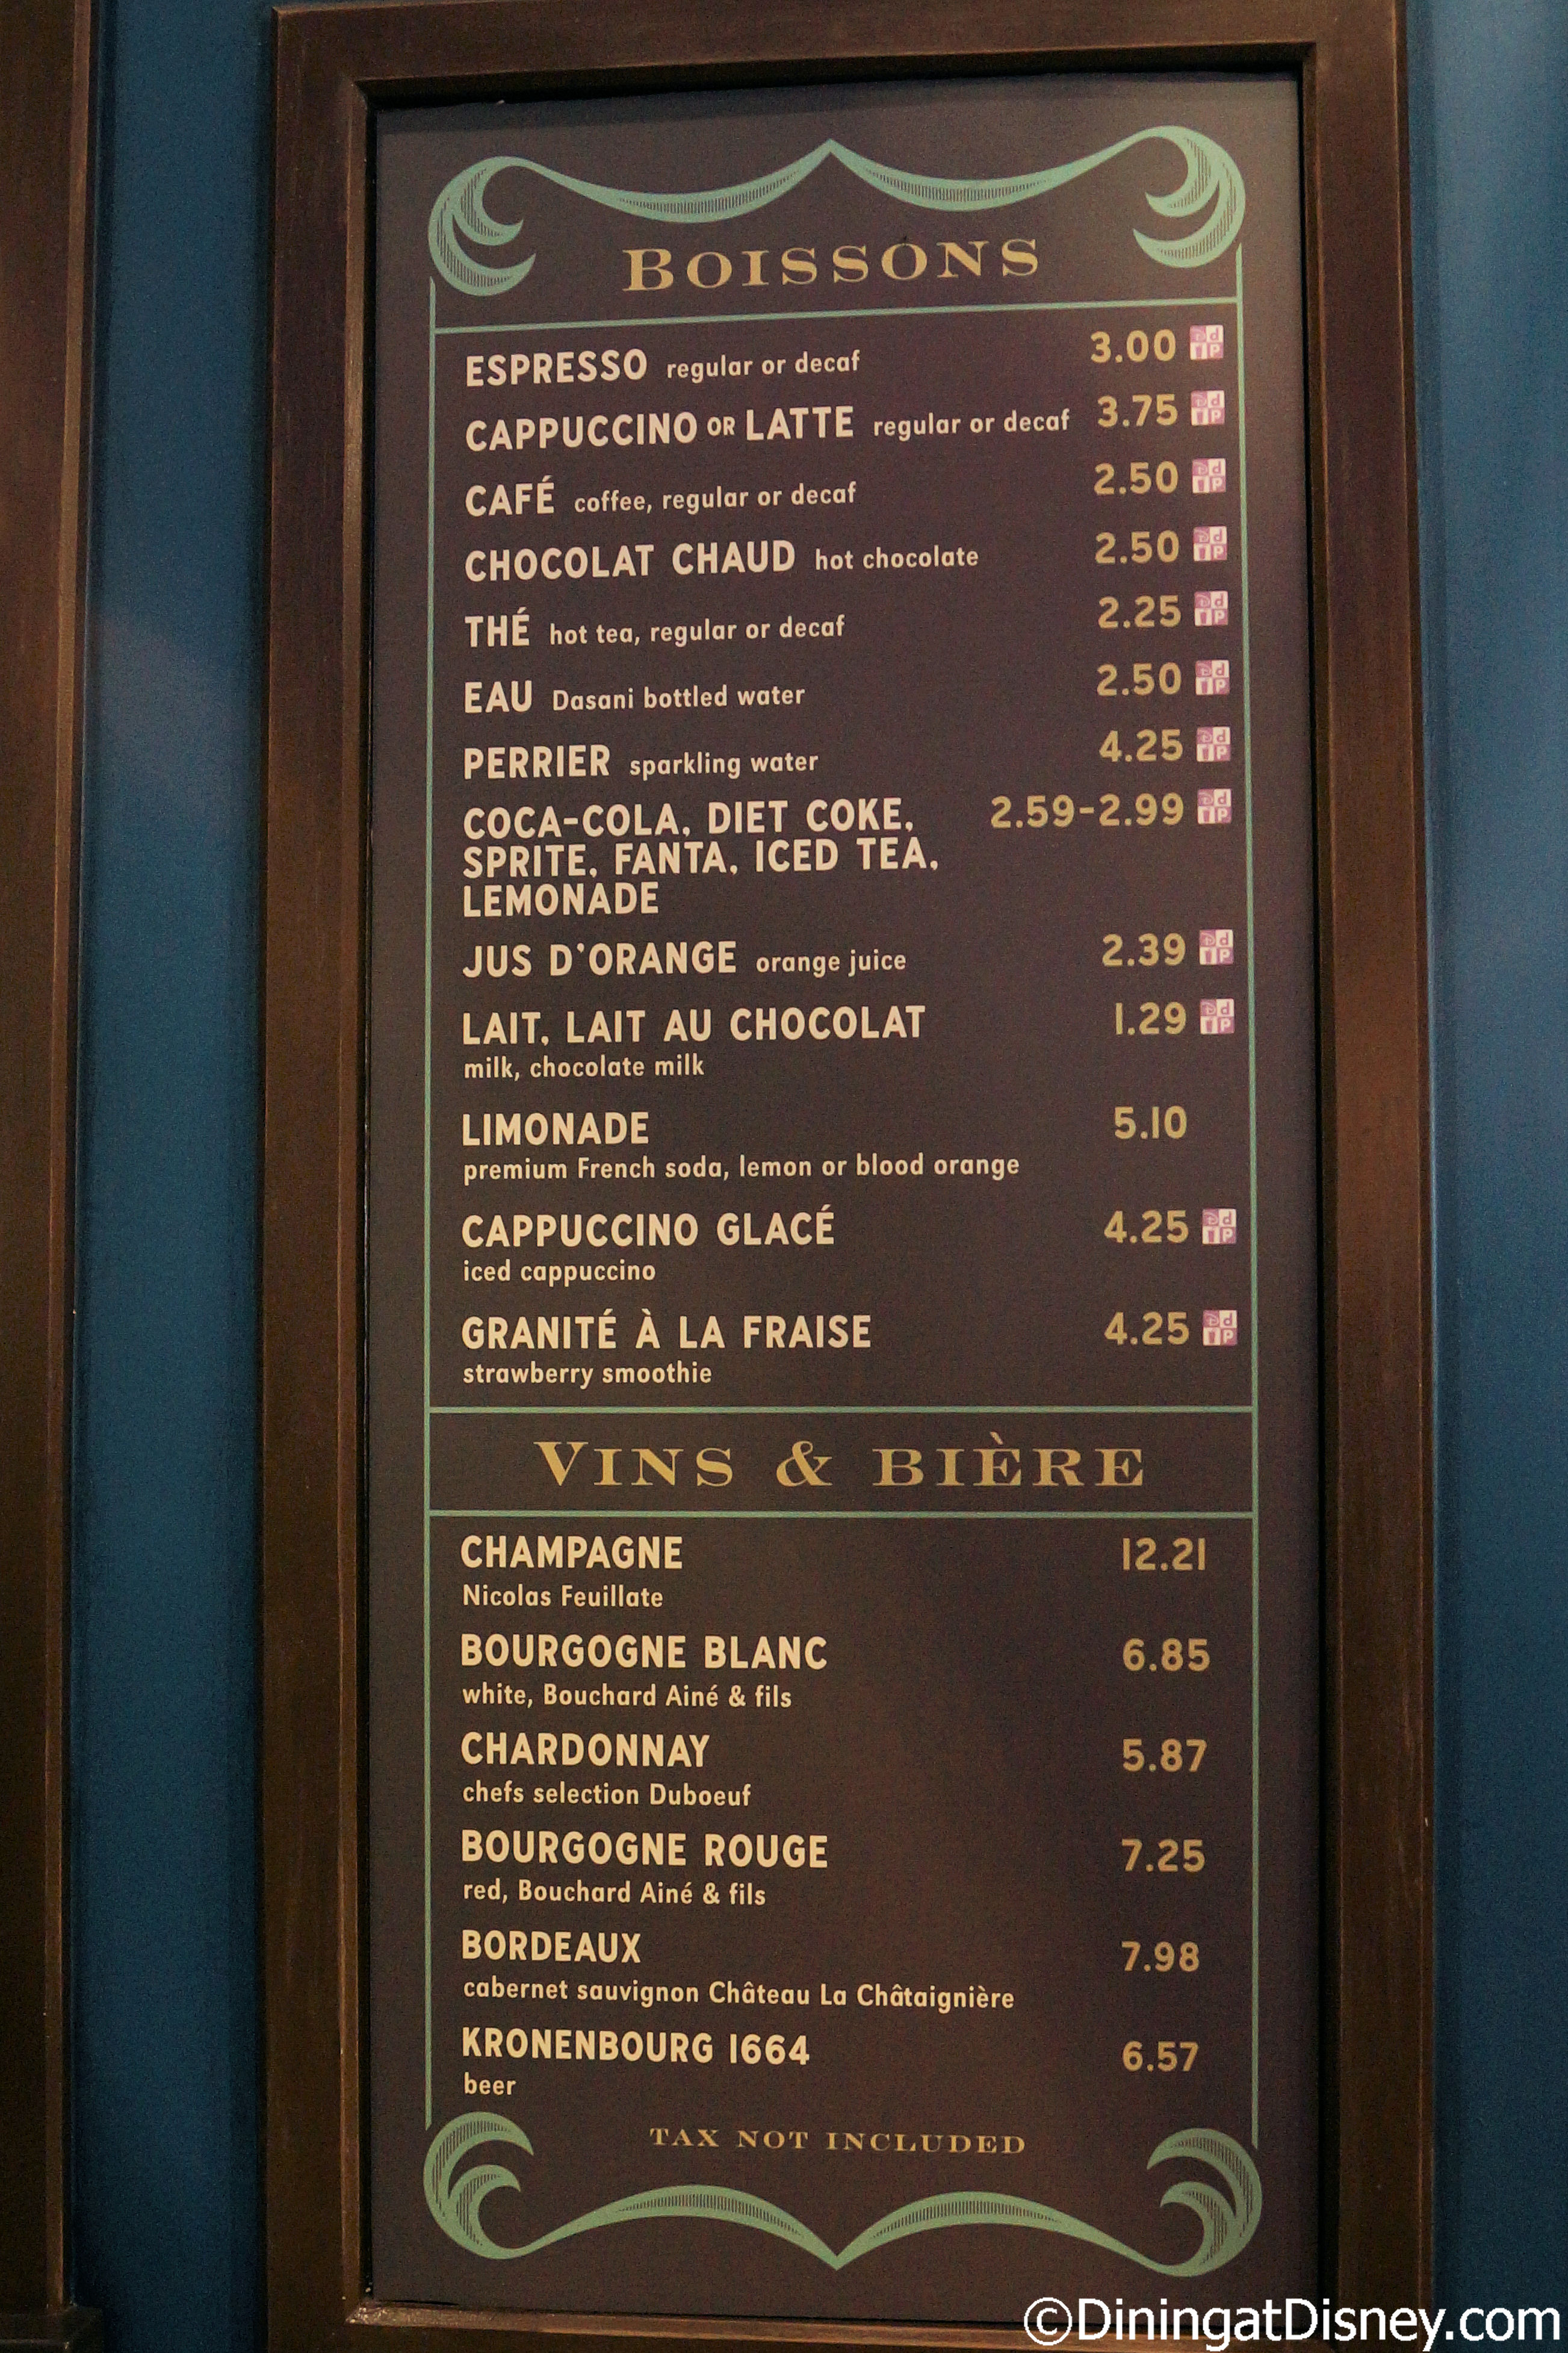 BOISSONS
ESPRESSO regular or decaf 3.00
CAPPUCCINO OR LATTE regular or decaf 3.75
CAFÉ coffee, regular or decaf 2.50
CHOCOLAT CHAUD hot chocolate 2.50
THÉ hot tea, regular or decaf 2.25
EAU Dasani bottled water 2.50
PERRIER sparkling water 4.25
COCA-COLA, DIET COKE, 2.59-2.99
SPRITE, FANTA, ICED TEA,
LEMONADE
JUS D'ORANGE orange juice 2.39
LAIT, LAIT AU CHOCOLAT 1.29
milk, chocolate milk
LIMONADE 5.10
premium French soda, lemon or blood orange
CAPPUCCINO GLACÉ 4.25
iced cappuccino
GRANITÉ À LA FRAISE 4.25
strawberry smoothie
VINS & BIÈRE
CHAMPAGNE 12.21
Nicolas Feuillate
BOURGOGNE BLANC 6.85
white, Bouchard Ainé & fils
CHARDONNAY 5.87
chefs selection Duboeuf
BOURGOGNE ROUGE 7.25
red, Bouchard Ainé & fils
BORDEAUX 7.98
cabernet sauvignon Château La Châtaignière
KRONENBOURG 1664 6.57
beer
TAX NOT INCLUDED
©DiningatDisney.com